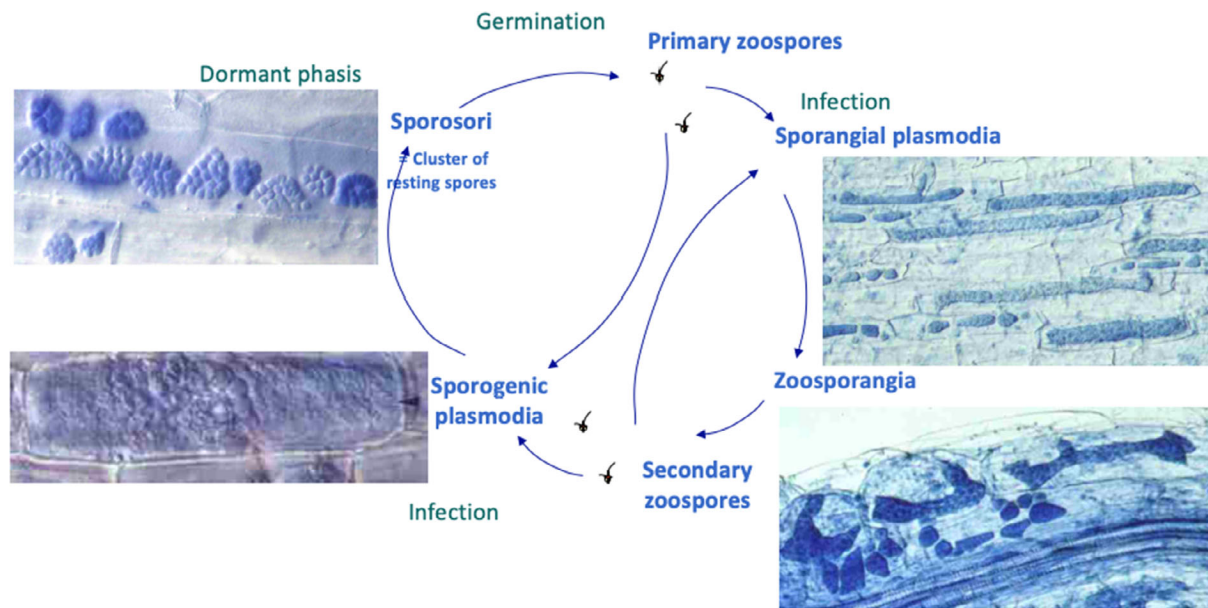 Germination
Primary zoospores
Dormant phasis
Infection
Sporosori
Sporangial plasmodia
= Cluster of
resting spores
Zoosporangia
Sporogenic
plasmodia
Secondary
zoospores
Infection